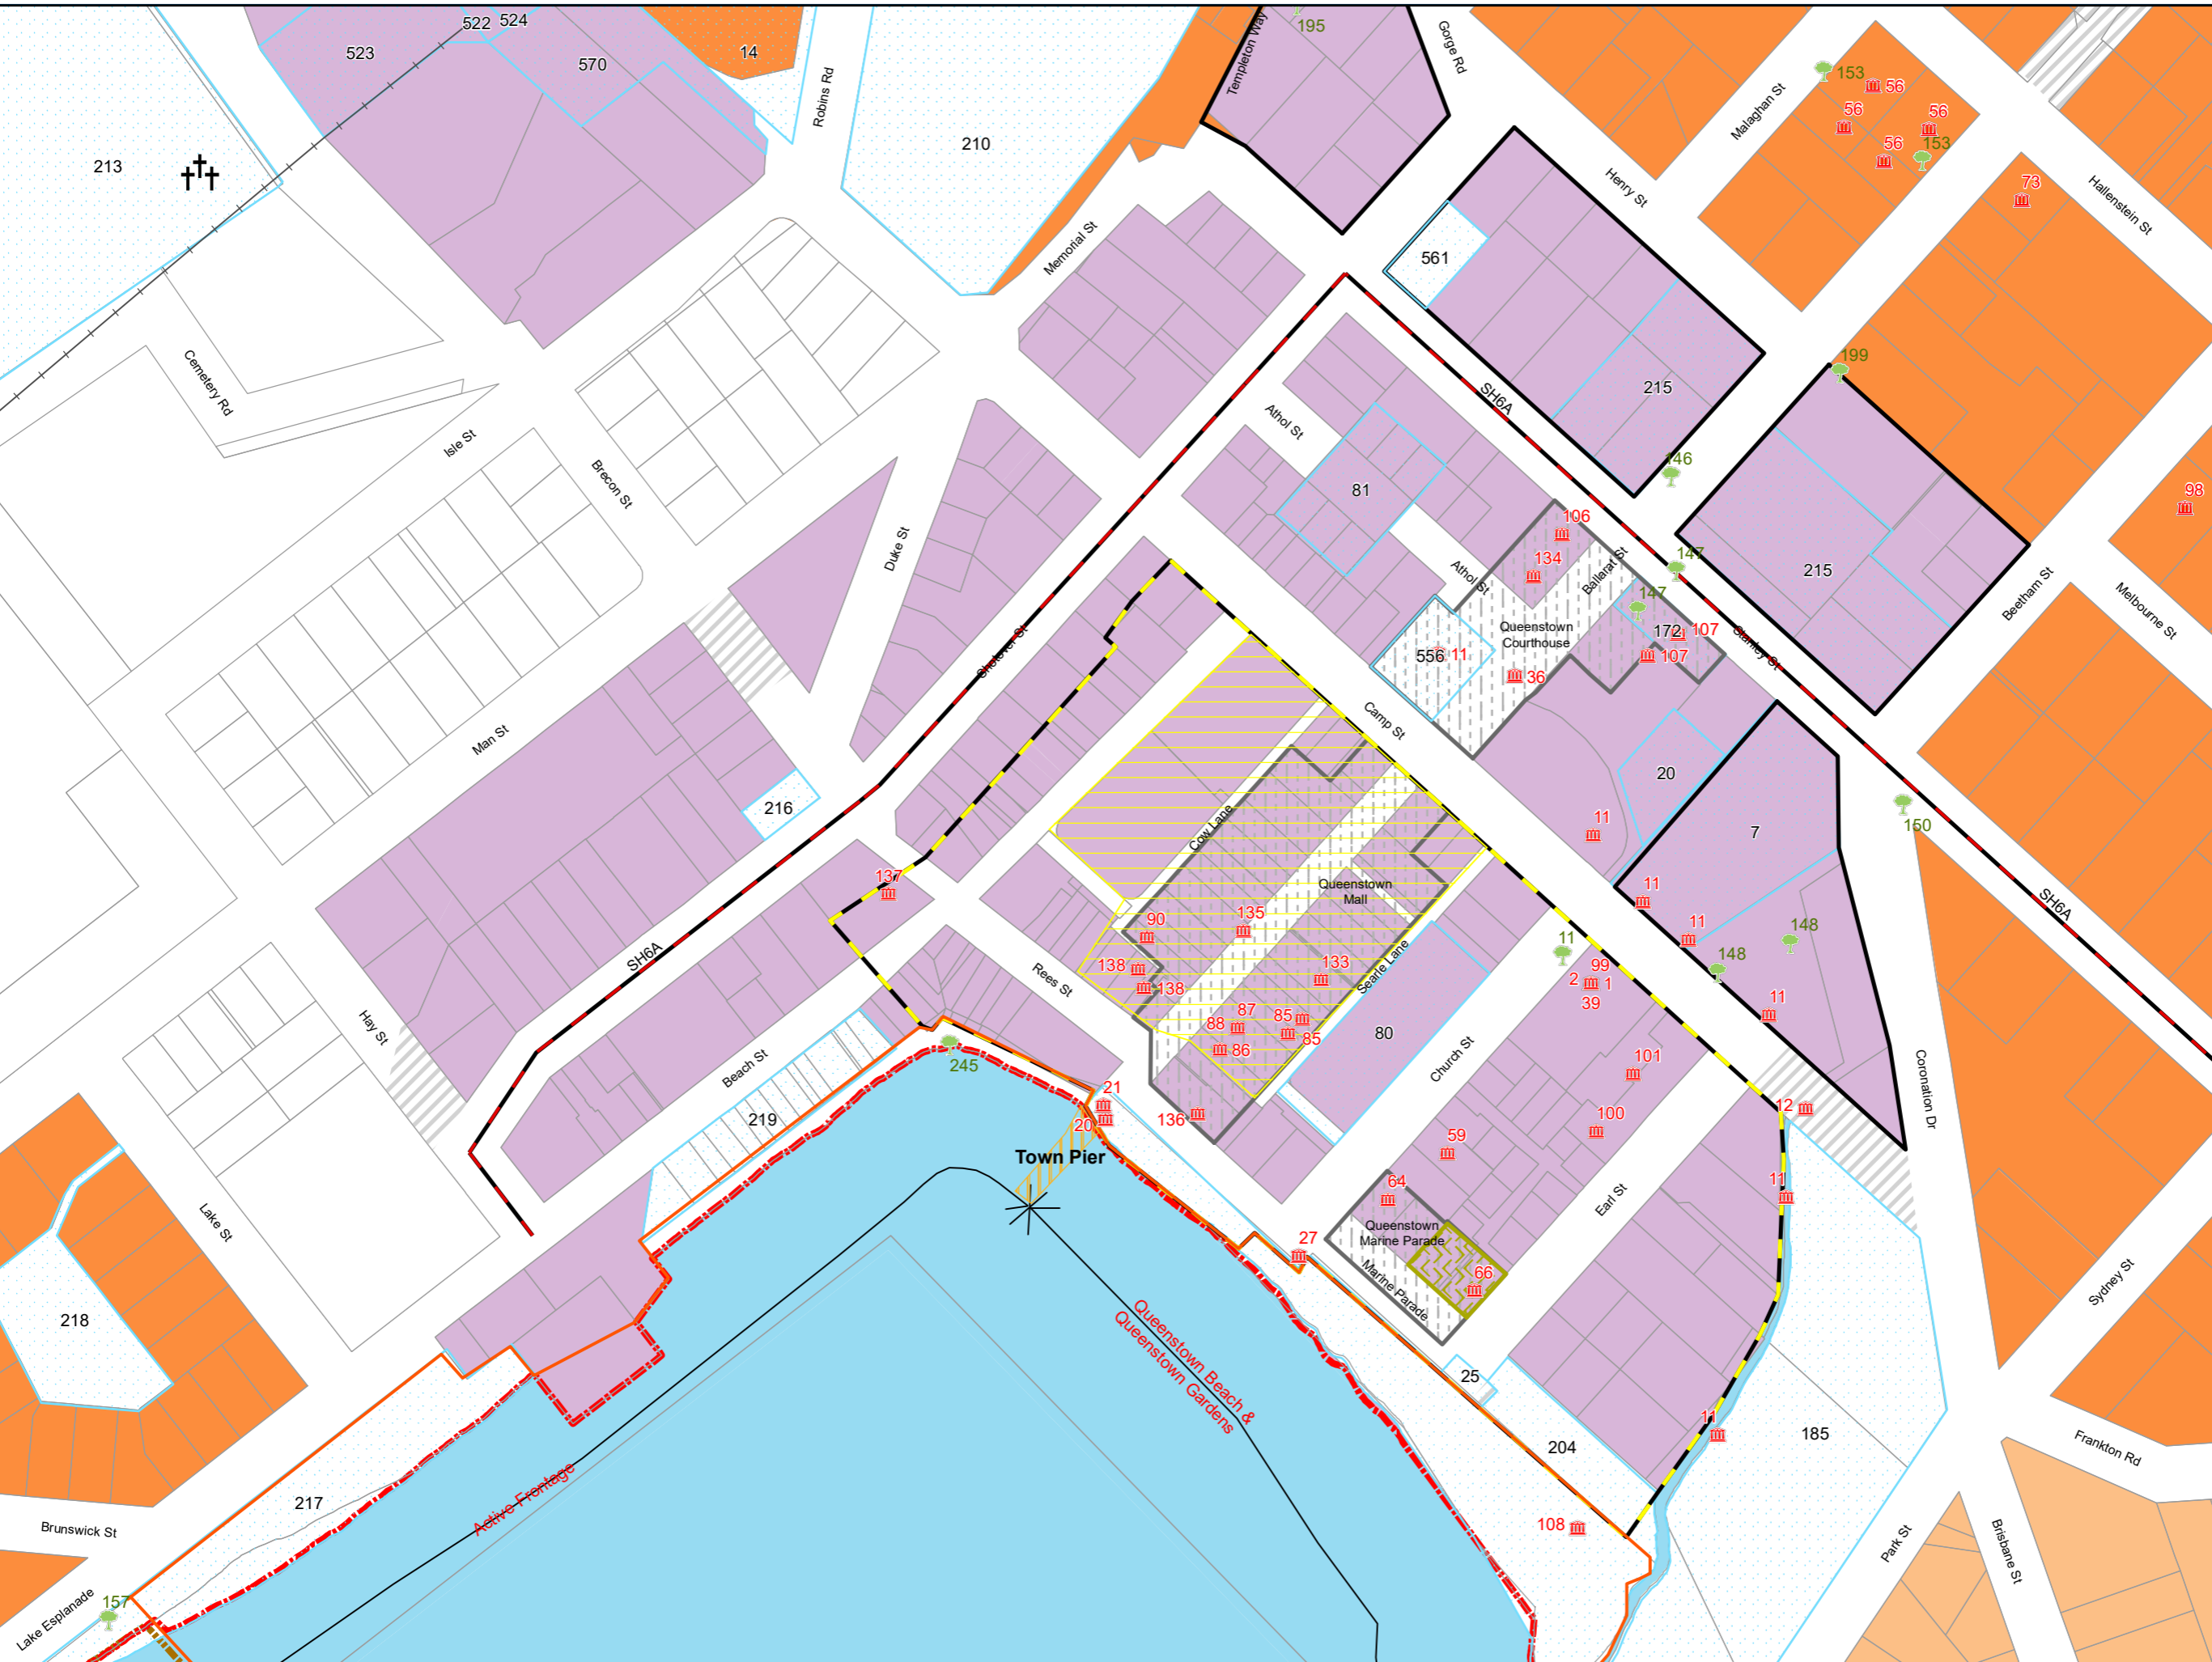 522
524
195
523
570
14
Templeton Way
Gorge Rd
Robins Rd
153
56
56
56
56
153
Malaghan St
213
210
73
Henry St
Hallenstein St
Memorial St
561
199
215
SH6A
Cemetery Rd
Athol St
Isle St
146
Brecon St
81
98
106
134
147
Athol St
Ballarat St
Duke St
215
147
Beetham St
Melbourne St
Queenstown
Courthouse
172
107
107
556
11
36
Stanley St
Shotover St
Camp St
Man St
20
216
Cow Lane
11
7
150
137
Queenstown
Mall
11
SH6A
90
135
11
148
148
11
SH6A
138
138
133
Searle Lane
99
2
1
39
Rees St
87
88
85
85
86
80
11
Hay St
Church St
Beach St
245
101
Coronation Dr
21
20
219
136
100
12
Town Pier
59
11
64
Earl St
Lake St
27
Queenstown
Marine Parade
66
Marine Parade
Sydney St
218
Queenstown Beach &
Queenstown Gardens
25
11
204
185
Frankton Rd
Active Frontage
217
108
Brunswick St
Park St
Brisbane St
157
Lake Esplanade